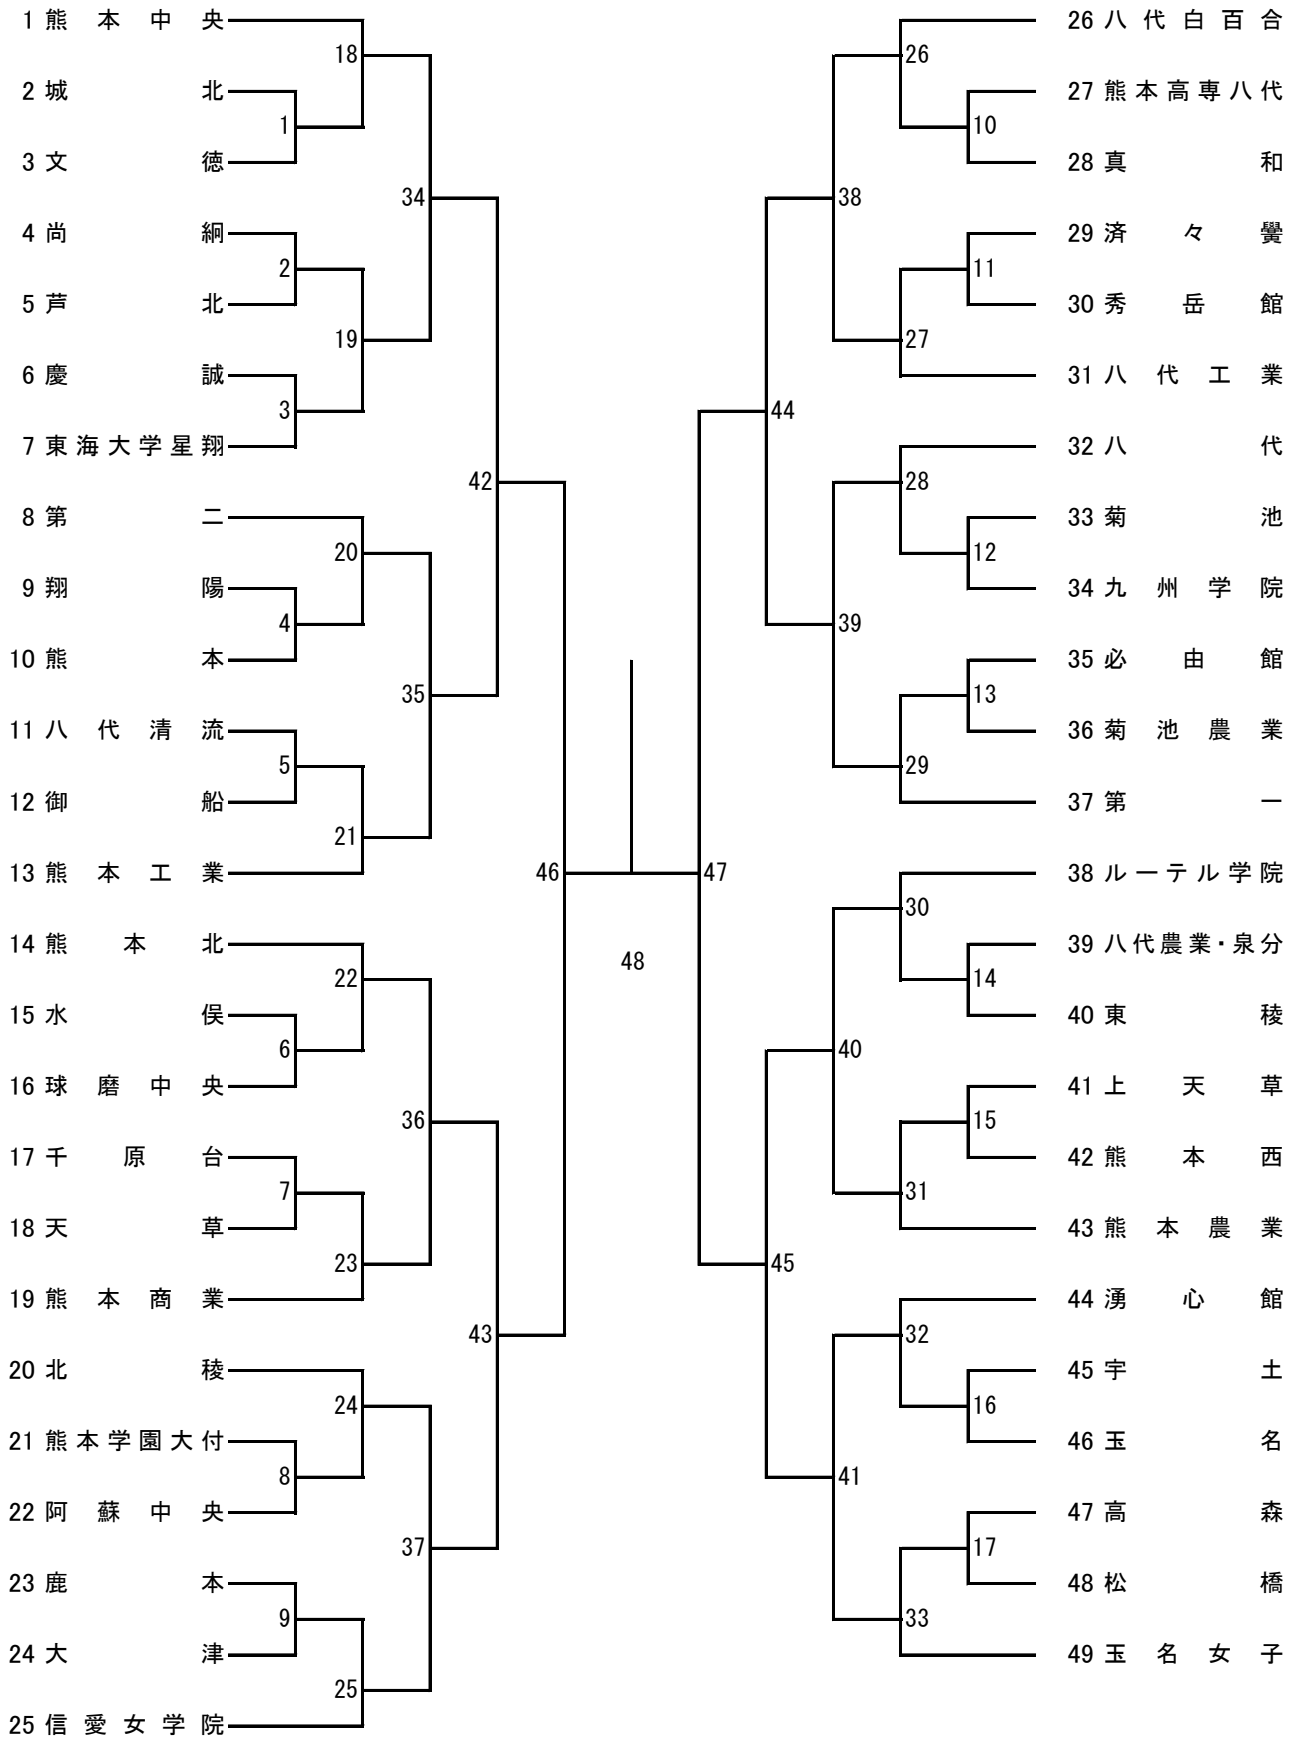 1 熊本中央
2 城北
3 文徳
4 尚絅
5 芦北
6 慶誠
7 東海大学星翔
8 第二
9 翔陽
10 熊本
11 八代清流
12 御船
13 熊本工業
14 熊本北
15 水俣
16 球磨中央
17 千原台
18 天草
19 熊本商業
20 北稜
21 熊本学園大付
22 阿蘇中央
23 鹿本
24 大津
25 信愛女学院
1
2
3
4
5
6
7
8
9
18
19
20
21
22
23
24
25
34
35
36
37
42
43
46
48
47
44
45
38
39
40
41
26
27
28
29
30
31
32
33
10
11
12
13
14
15
16
17
26 八代白百合
27 熊本高専八代
28 真和
29 済々黌
30 秀岳館
31 八代工業
32 八代
33 菊池
34 九州学院
35 必由館
36 菊池農業
37 第一
38 ルーテル学院
39 八代農業・泉分
40 東稜
41 上天草
42 熊本西
43 熊本農業
44 湧心館
45 宇土
46 玉名
47 高森
48 松橋
49 玉名女子